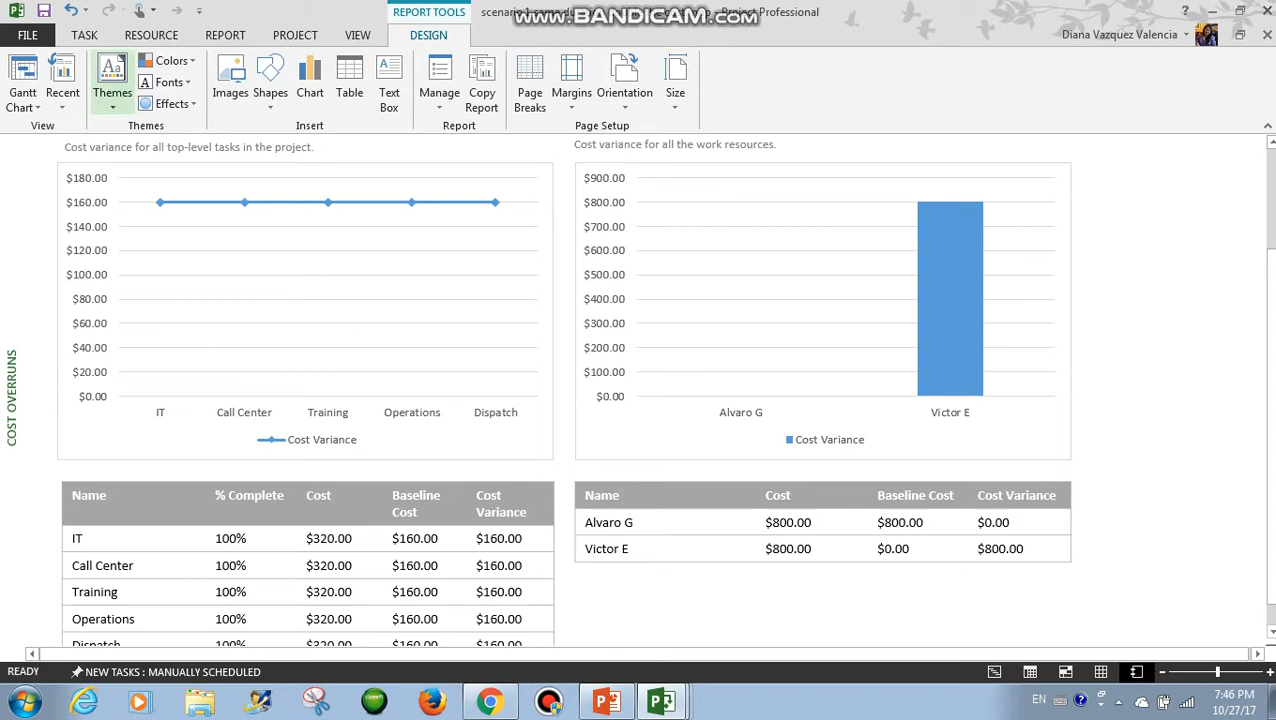 REPORT TOOLS
www.BANDICAM.com
Project Professional
FILE TASK RESOURCE REPORT PROJECT VIEW DESIGN
Diana Vazquez Valencia
Gantt Chart
Recent
View
Themes
Colors
Fonts
Effects
Themes
Images
Shapes
Chart
Table
Text Box
Insert
Manage
Copy Report
Report
Page Breaks
Margins
Orientation
Size
Page Setup
COST OVERRUNS
Cost variance for all top-level tasks in the project.
$180.00
$160.00
$140.00
$120.00
$100.00
$80.00
$60.00
$40.00
$20.00
$0.00
IT Call Center Training Operations Dispatch
Cost Variance
Cost variance for all the work resources.
$900.00
$800.00
$700.00
$600.00
$500.00
$400.00
$300.00
$200.00
$100.00
$0.00
Alvaro G Victor E
Cost Variance
Name % Complete Cost Baseline Cost Cost Variance
IT 100% $320.00 $160.00 $160.00
Call Center 100% $320.00 $160.00 $160.00
Training 100% $320.00 $160.00 $160.00
Operations 100% $320.00 $160.00 $160.00
Dispatch 100% $320.00 $160.00 $160.00
Name Cost Baseline Cost Cost Variance
Alvaro G $800.00 $800.00 $0.00
Victor E $800.00 $0.00 $800.00
READY NEW TASKS : MANUALLY SCHEDULED
EN
7:46 PM
10/27/17